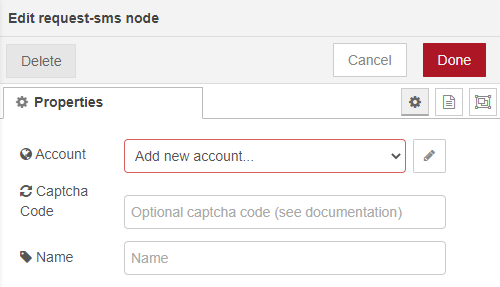 Edit request-sms node
Delete
Cancel
Done
Properties
Account
Add new account...
Captcha
Code
Optional captcha code (see documentation)
Name
Name